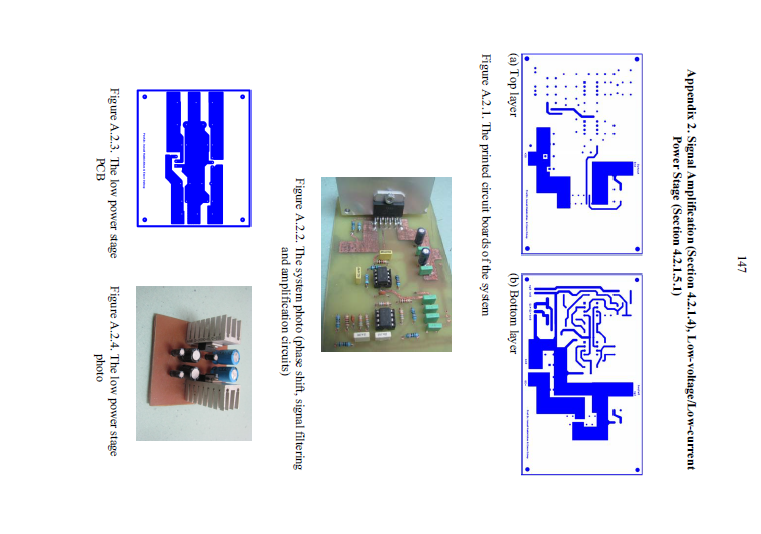 147
Appendix 2. Signal Amplification (Section 4.2.1.4), Low-voltage/Low-current
Power Stage (Section 4.2.1.5.1)
(a) Top layer
(b) Bottom layer
Figure A.2.1. The printed circuit boards of the system
Figure A.2.2. The system photo (phase shift, signal filtering
and amplification circuits)
Figure A.2.3. The low power stage
PCB
Figure A.2.4. The low power stage
photo